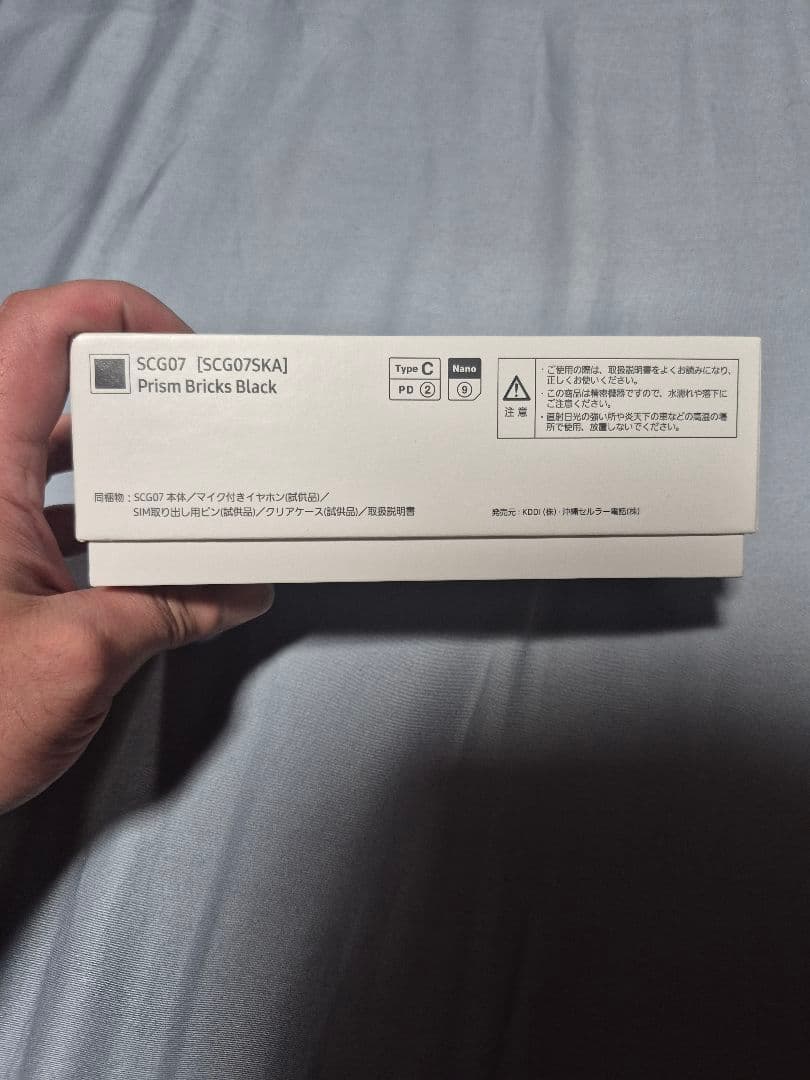 SCG07 [SCG07SKA]
Prism Bricks Black
Type C
PD ②
Nano
⑨
注意
・ご使用の際は、取扱説明書をよくお読みになり、
正しくお使いください。
・この商品は精密機器ですので、水濡れや落下に
ご注意ください。
・直射日光の強い所や炎天下の車などの高温の場
所で使用、放置しないでください。
同梱物：SCG07 本体／マイク付きイヤホン(試供品)／
SIM取り出し用ピン(試供品)／クリアケース(試供品)／取扱説明書
発売元：KDDI (株)・沖縄セルラー電話(株)